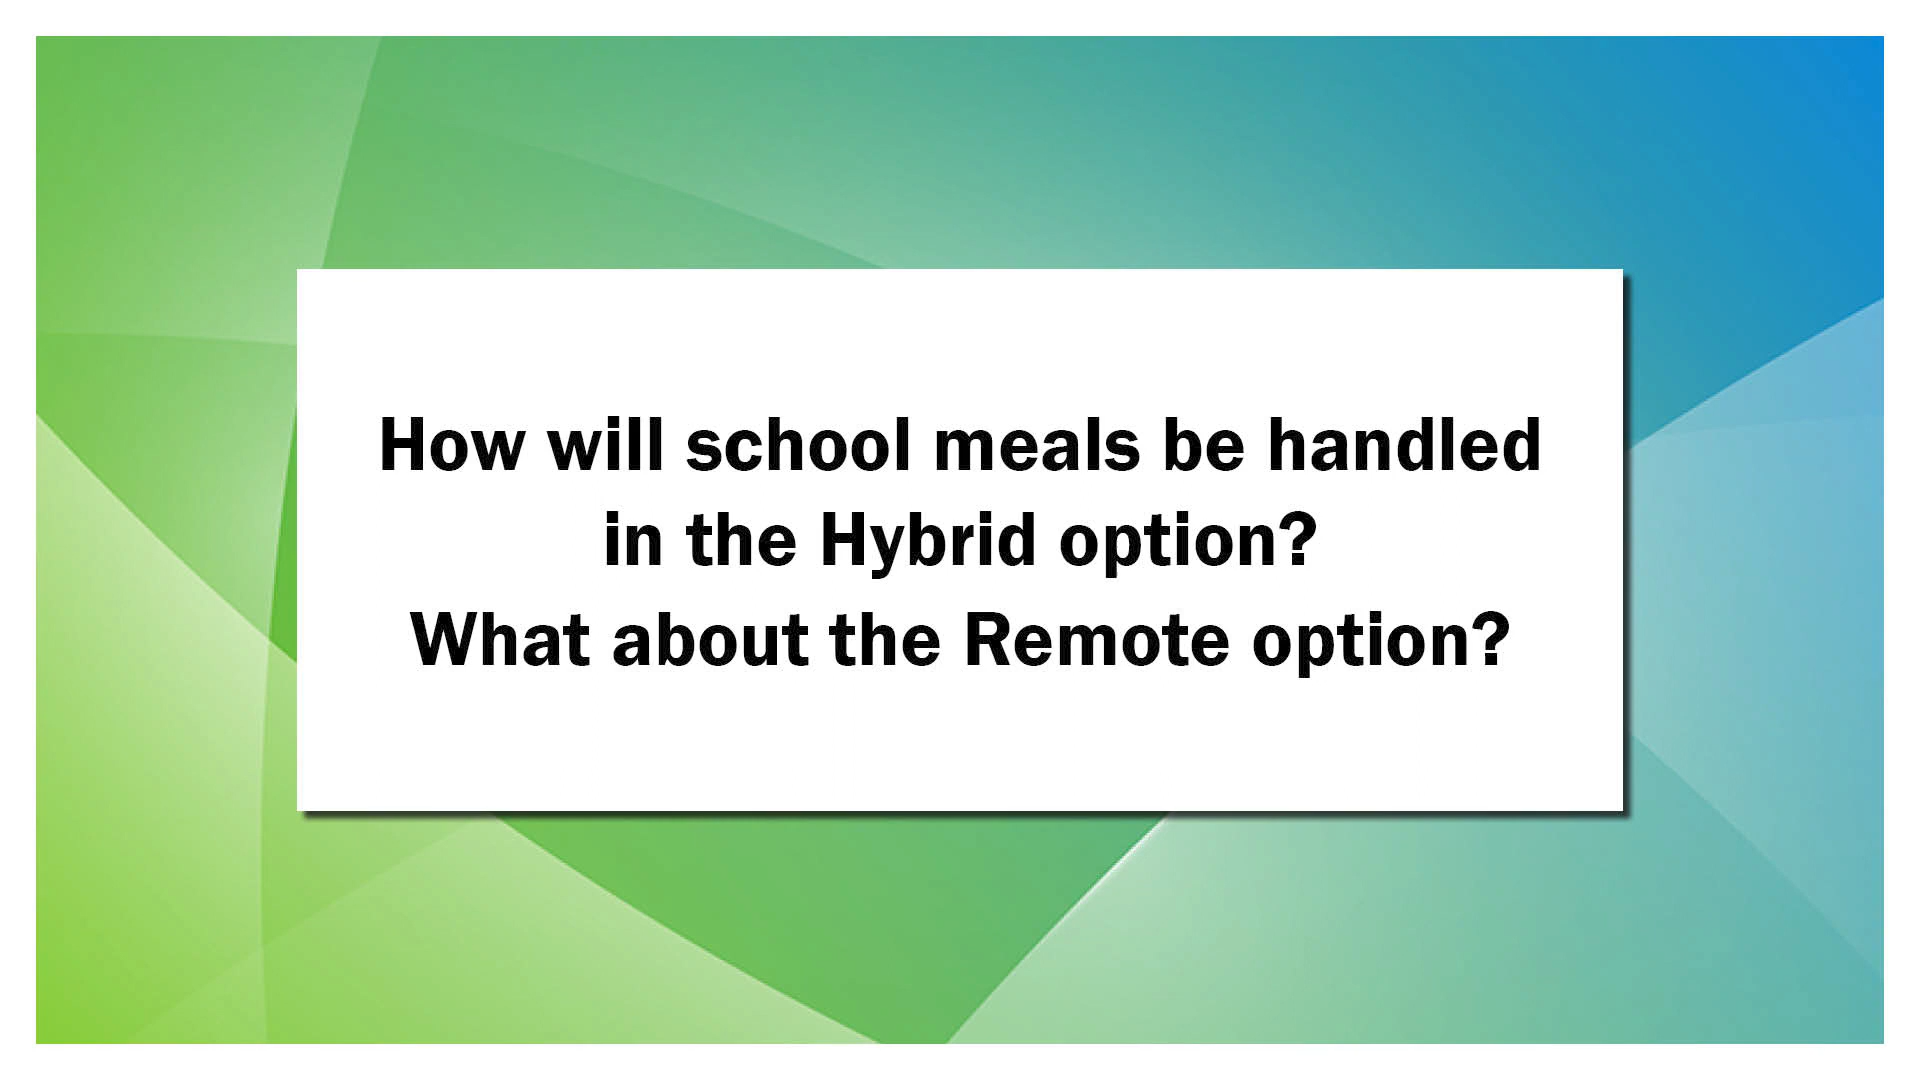 How will school meals be handled
in the Hybrid option?
What about the Remote option?